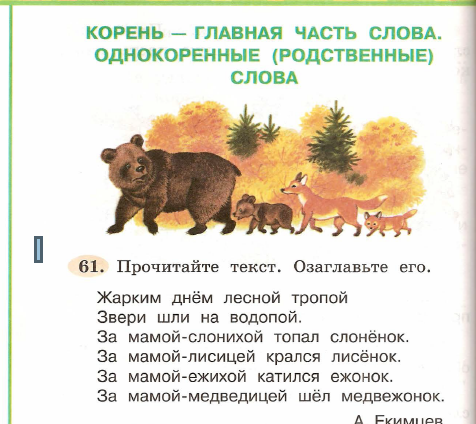 КОРЕНЬ — ГЛАВНАЯ ЧАСТЬ СЛОВА.
ОДНОКОРЕННЫЕ (РОДСТВЕННЫЕ)
СЛОВА
61. Прочитайте текст. Озаглавьте его.
Жарким днём лесной тропой
Звери шли на водопой.
За мамой-слонихой топал слонёнок.
За мамой-лисицей крался лисёнок.
За мамой-ежихой катился ежонок.
За мамой-медведицей шёл медвежонок.
А. Екимцев